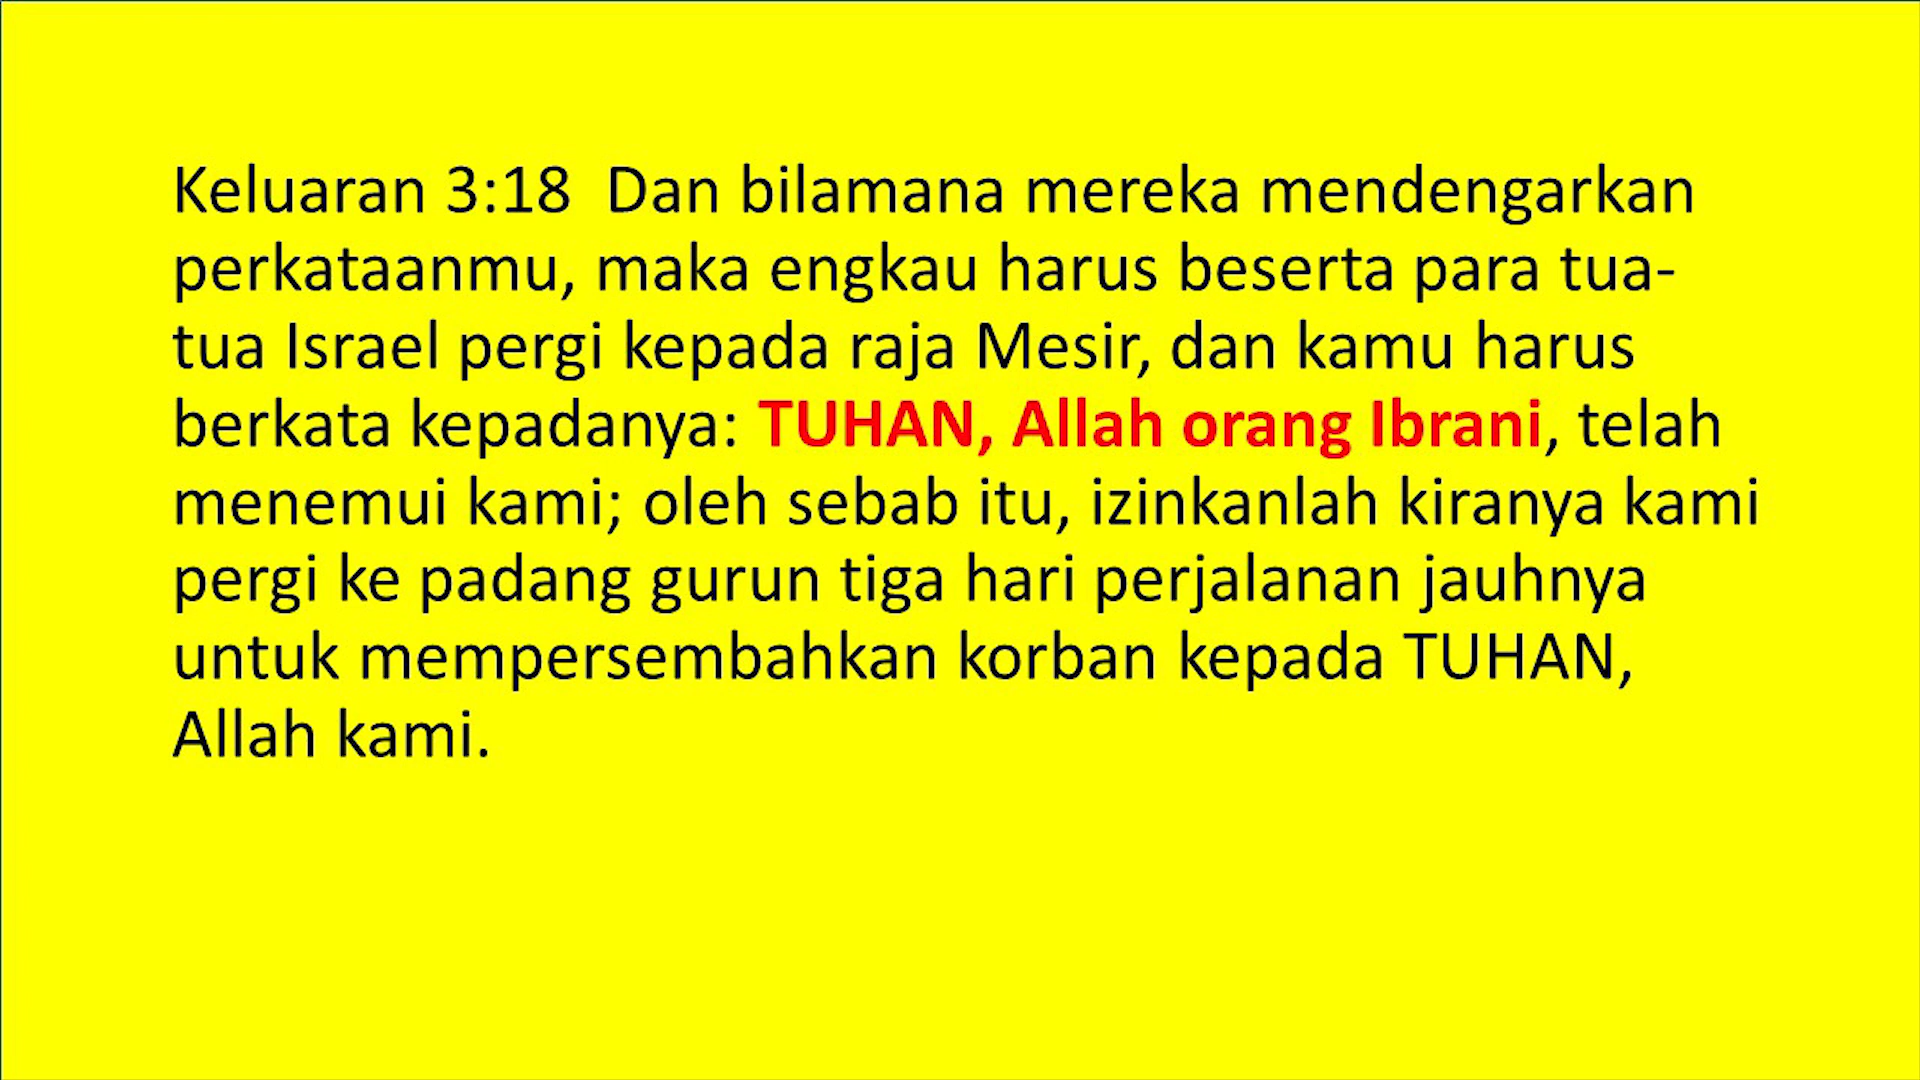 Keluaran 3:18  Dan bilamana mereka mendengarkan
perkataanmu, maka engkau harus beserta para tua-
tua Israel pergi kepada raja Mesir, dan kamu harus
berkata kepadanya: TUHAN, Allah orang Ibrani, telah
menemui kami; oleh sebab itu, izinkanlah kiranya kami
pergi ke padang gurun tiga hari perjalanan jauhnya
untuk mempersembahkan korban kepada TUHAN,
Allah kami.